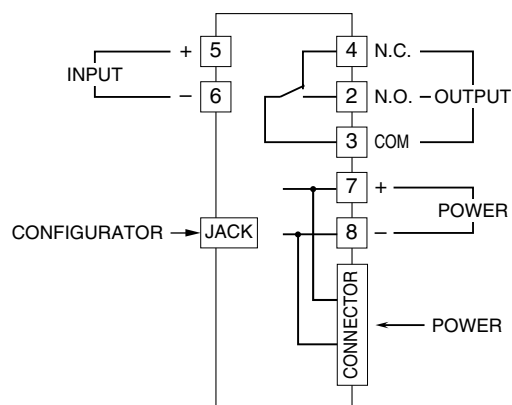 + 5
INPUT
− 6
4 N.C.
2 N.O. OUTPUT
3 COM
7 +
POWER
8 −
CONFIGURATOR JACK
CONNECTOR
POWER